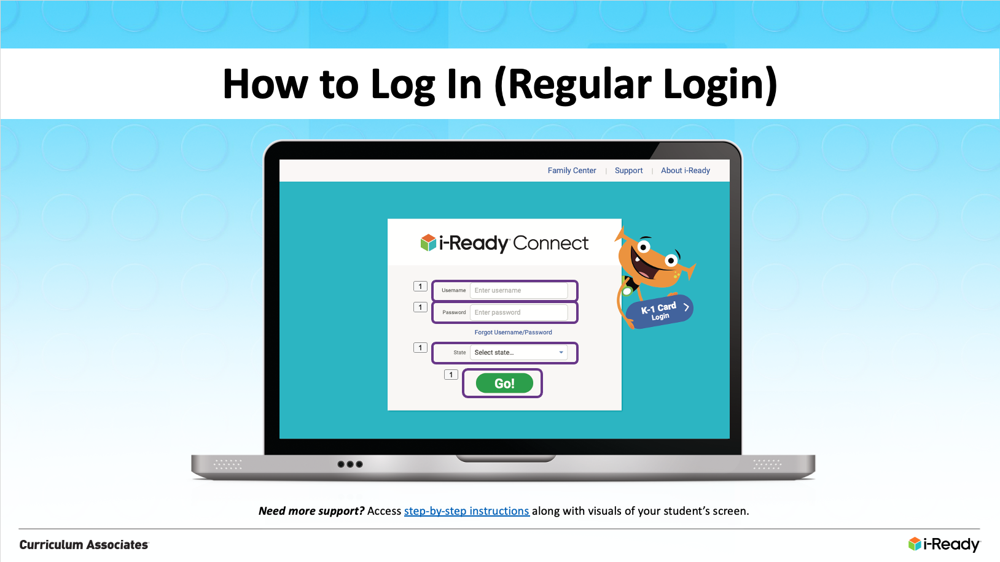 How to Log In (Regular Login)
Family Center | Support | About i-Ready
i-Ready Connect
1 Username Enter username
1 Password Enter password
Forgot Username/Password
1 State Select state...
1 Go!
K-1 Card
Login
Need more support? Access step-by-step instructions along with visuals of your student's screen.
Curriculum Associates
i-Ready